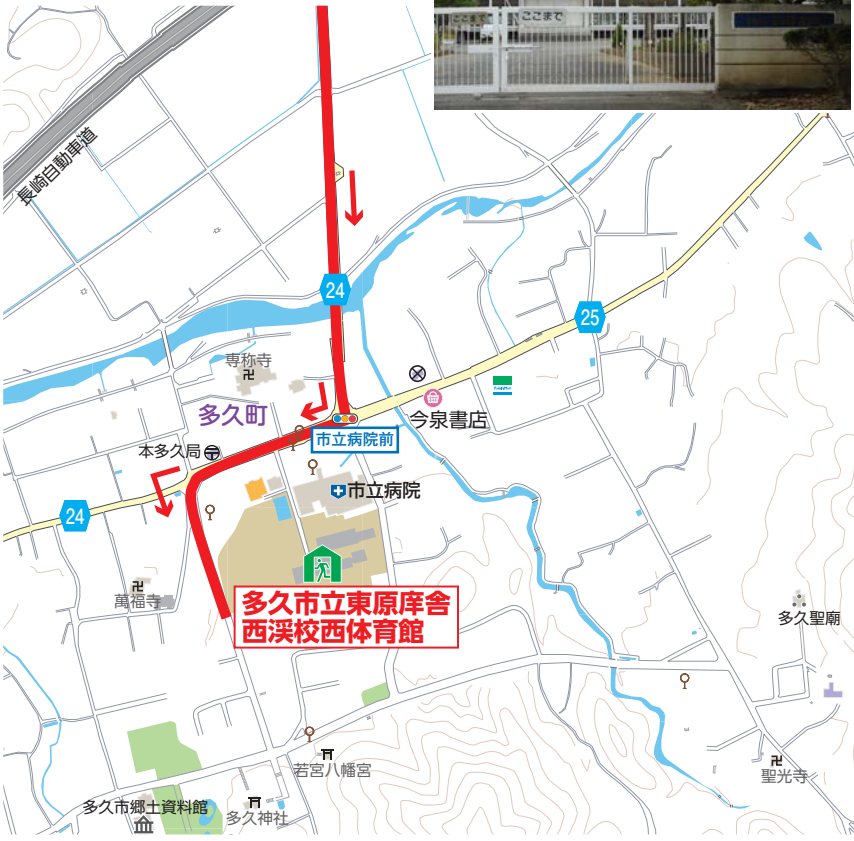 ここまで
ここまで
長崎自動車道
24
25
専称寺
多久町
今泉書店
市立病院前
本多久局
市立病院
24
多久市立東原庠舎
西渓校西体育館
萬福寺
多久聖廟
若宮八幡宮
聖光寺
多久市郷土資料館
多久神社